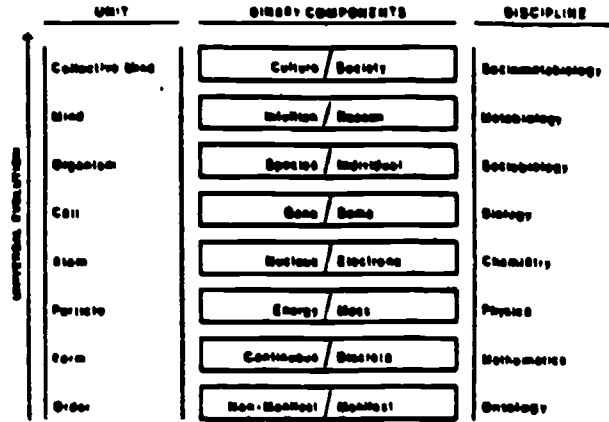 UNIT BINARY COMPONENTS DISCIPLINE
Collective Mind Culture / Society Sociometabiology
Mind Intuition / Reason Metabiology
Organism Species / Individual Sociobiology
Cell Gene / Soma Biology
Atom Nucleus / Electrons Chemistry
Particle Energy / Mass Physics
Form Continuous / Discrete Mathematics
Order Non-Manifest / Manifest Ontology
UNIVERSAL EVOLUTION